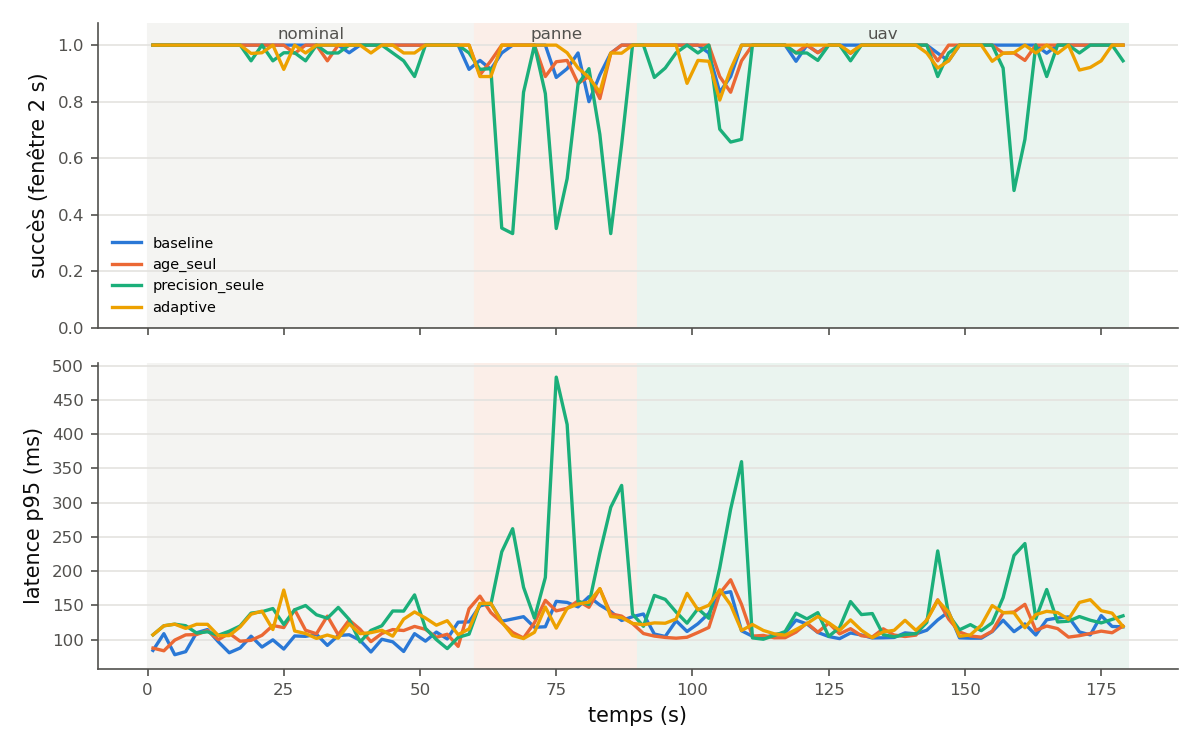 nominal panne uav
1.0
0.8
0.6
0.4
0.2
0.0
succès (fenêtre 2 s)
baseline
age_seul
precision_seule
adaptive
500
450
400
350
300
250
200
150
100
latence p95 (ms)
0 25 50 75 100 125 150 175
temps (s)